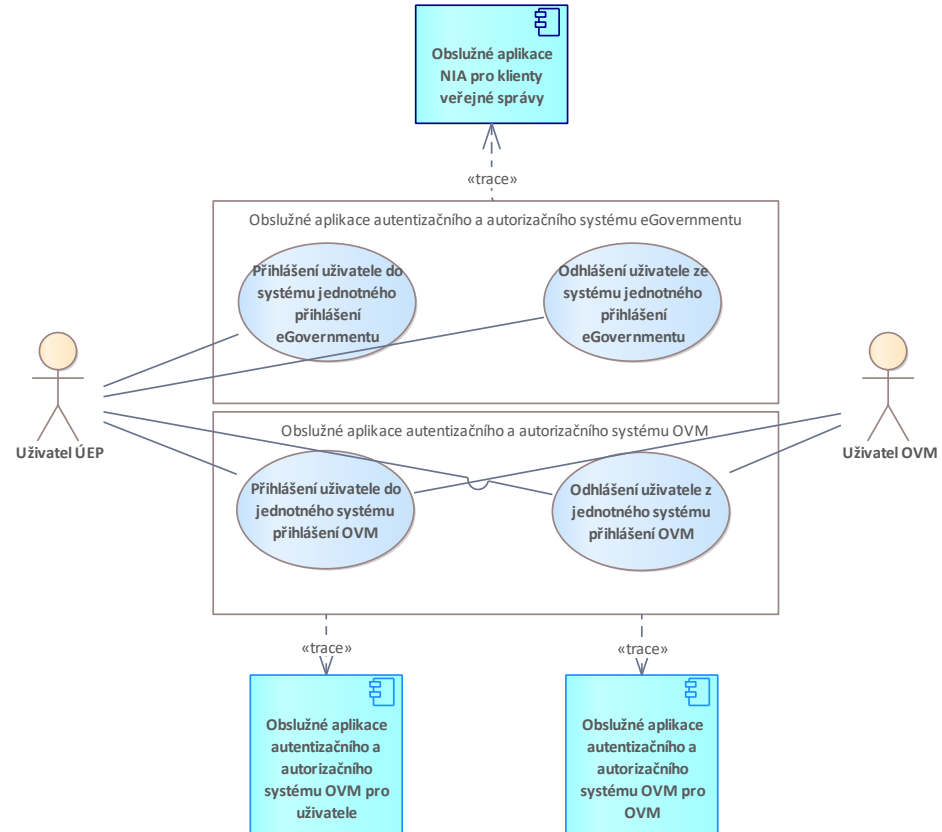 Obslužné aplikace
NIA pro klienty
veřejné správy
«trace»
Obslužné aplikace autentizačního a autorizačního systému eGovernmentu
Přihlášení uživatele do
systému jednotného
přihlášení
eGovernmentu
Odhlášení uživatele ze
systému jednotného
přihlášení
eGovernmentu
Uživatel ÚEP
Uživatel OVM
Obslužné aplikace autentizačního a autorizačního systému OVM
Přihlášení uživatele do
jednotného systému
přihlášení OVM
Odhlášení uživatele z
jednotného systému
přihlášení OVM
«trace»
«trace»
Obslužné aplikace
autentizačního a
autorizačního
systému OVM pro
uživatele
Obslužné aplikace
autentizačního a
autorizačního
systému OVM pro
OVM